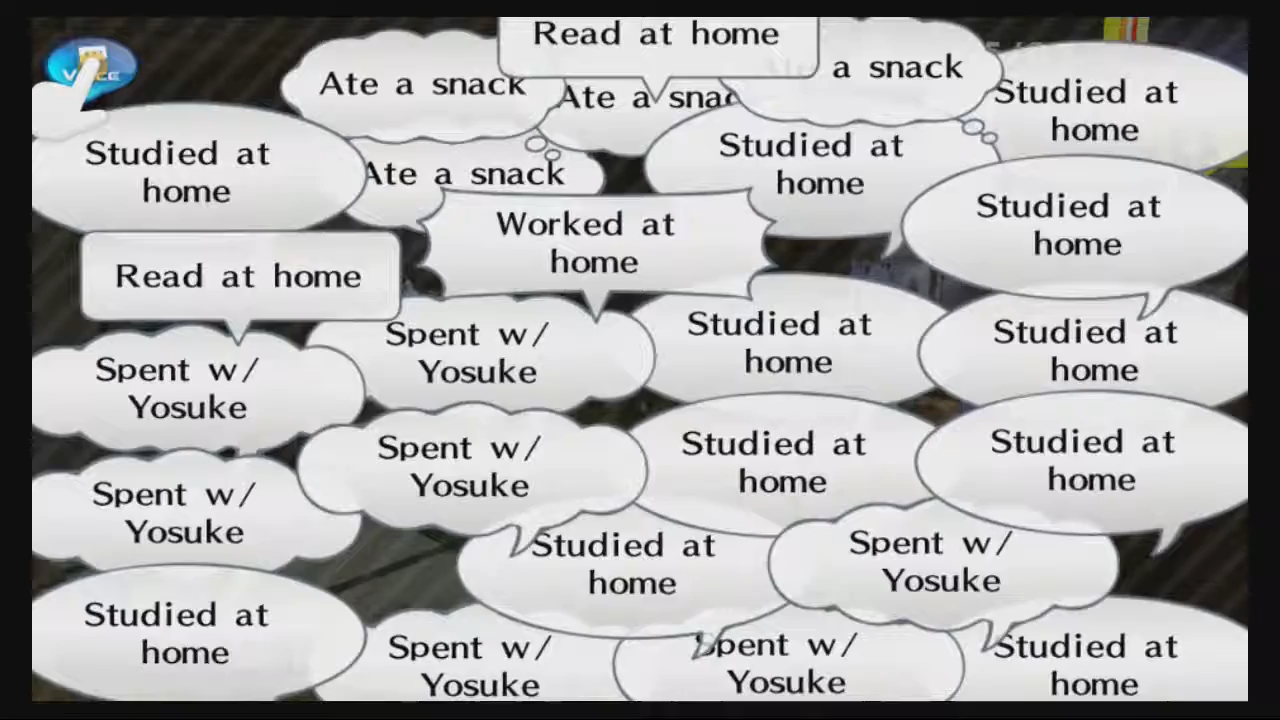 Read at home
Ate a snack
Ate a snac
a snack
Studied at
home
Studied at
home
Studied at
home
Ate a snack
Worked at
home
Studied at
home
Read at home
Spent w/
Yosuke
Studied at
home
Studied at
home
Spent w/
Yosuke
Spent w/
Yosuke
Studied at
home
Studied at
home
Spent w/
Yosuke
Studied at
home
Spent w/
Yosuke
Studied at
home
Spent w/
Yosuke
Spent w/
Yosuke
Studied at
home